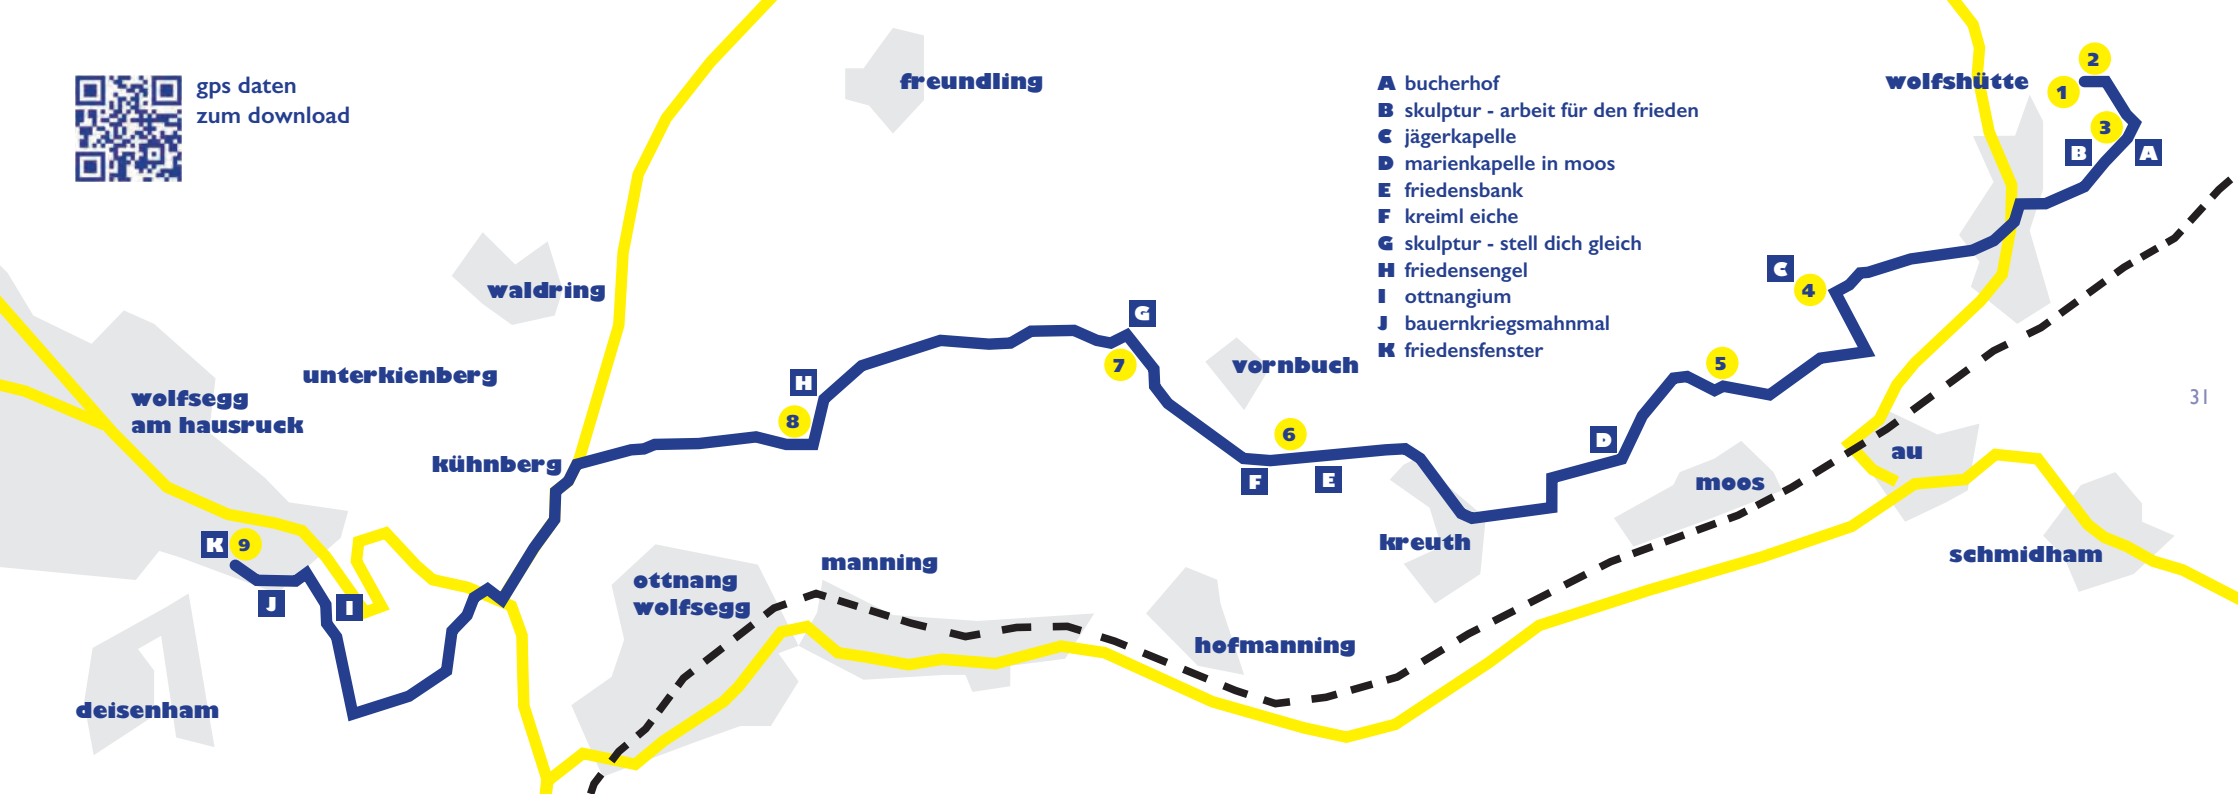 gps daten
zum download
freundling
A bucherhof
B skulptur - arbeit für den frieden
C jägerkapelle
D marienkapelle in moos
E friedensbank
F kreiml eiche
G skulptur - stell dich gleich
H friedensengel
I ottnangium
J bauernkriegsmahnmal
K friedensfenster
wolfshütte
2
1
3
B
A
C
4
waldring
G
7
vornbuch
5
unterkienberg
H
8
wolfsegg
am hausruck
31
kühnberg
6
F
E
D
moos
au
K
9
J
I
kreuth
schmidham
manning
ottnang
wolfsegg
hofmanning
deisenham